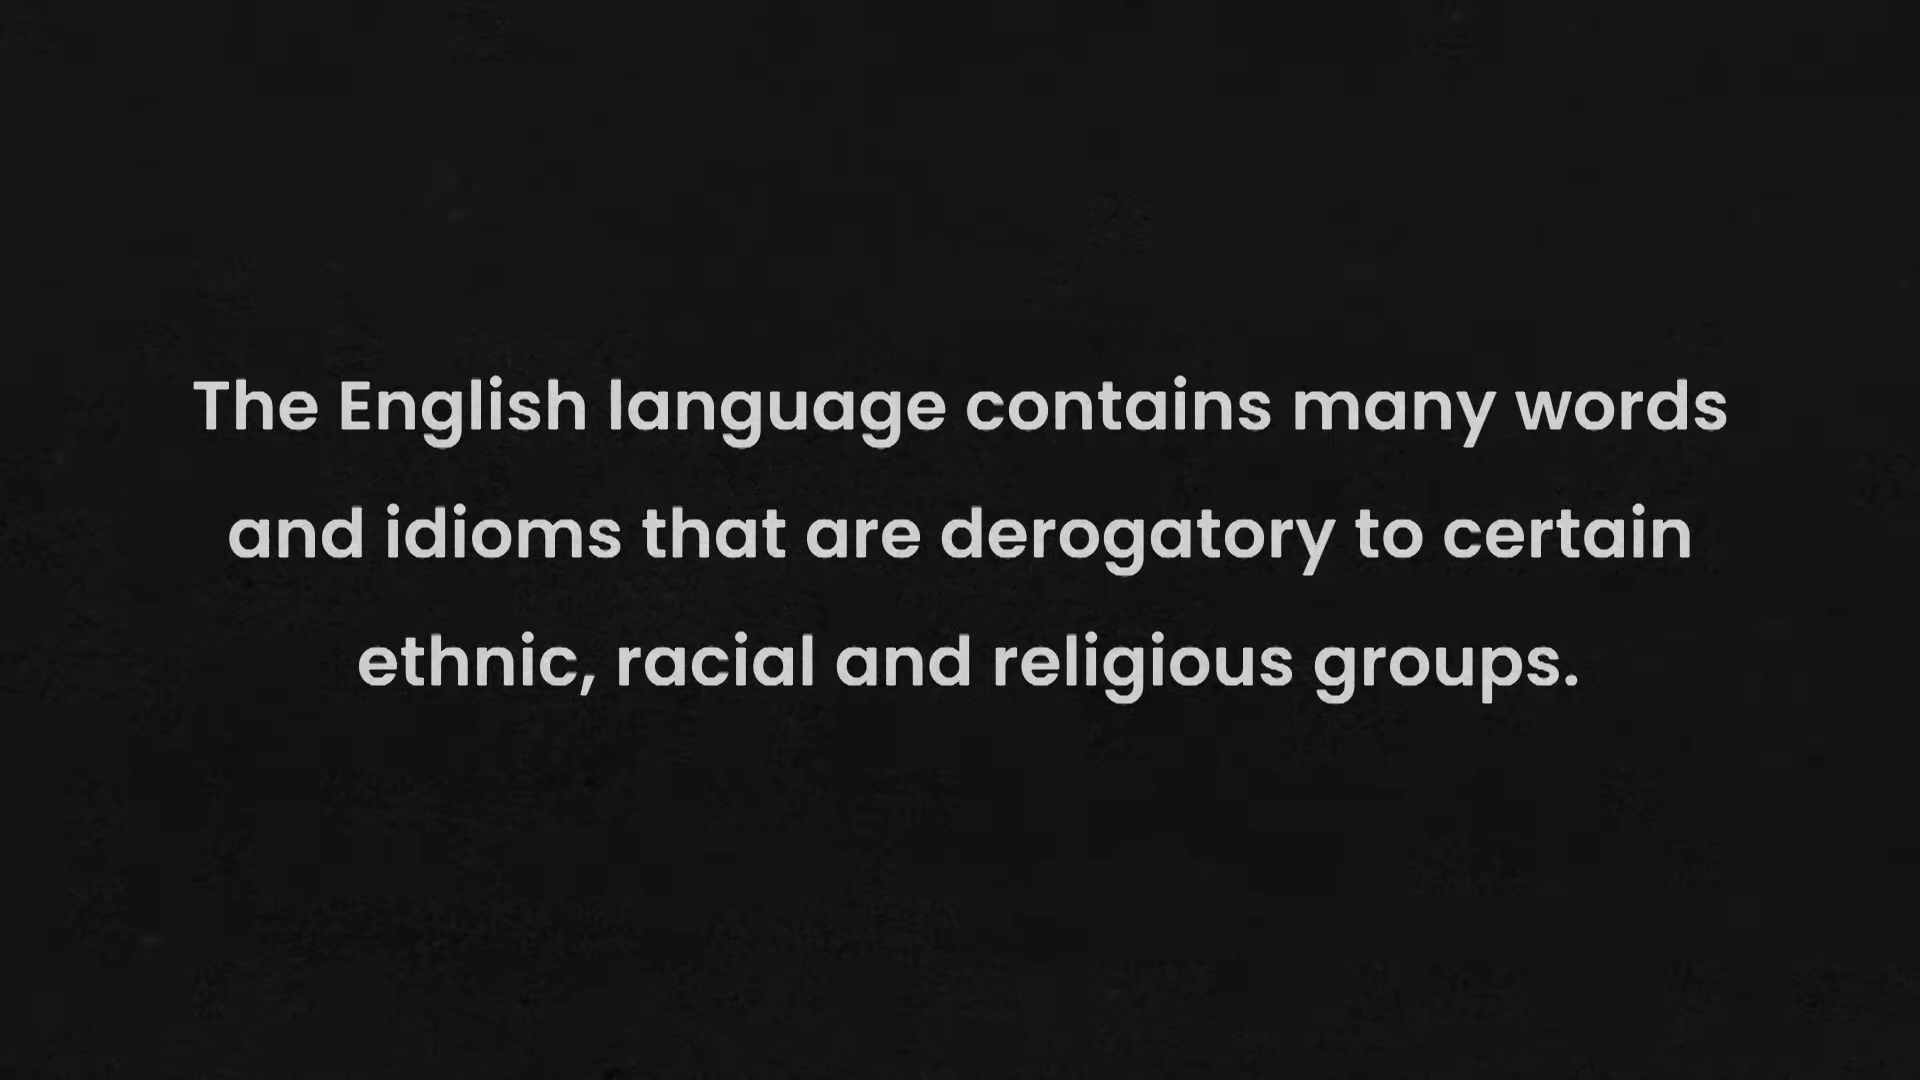 The English language contains many words
and idioms that are derogatory to certain
ethnic, racial and religious groups.